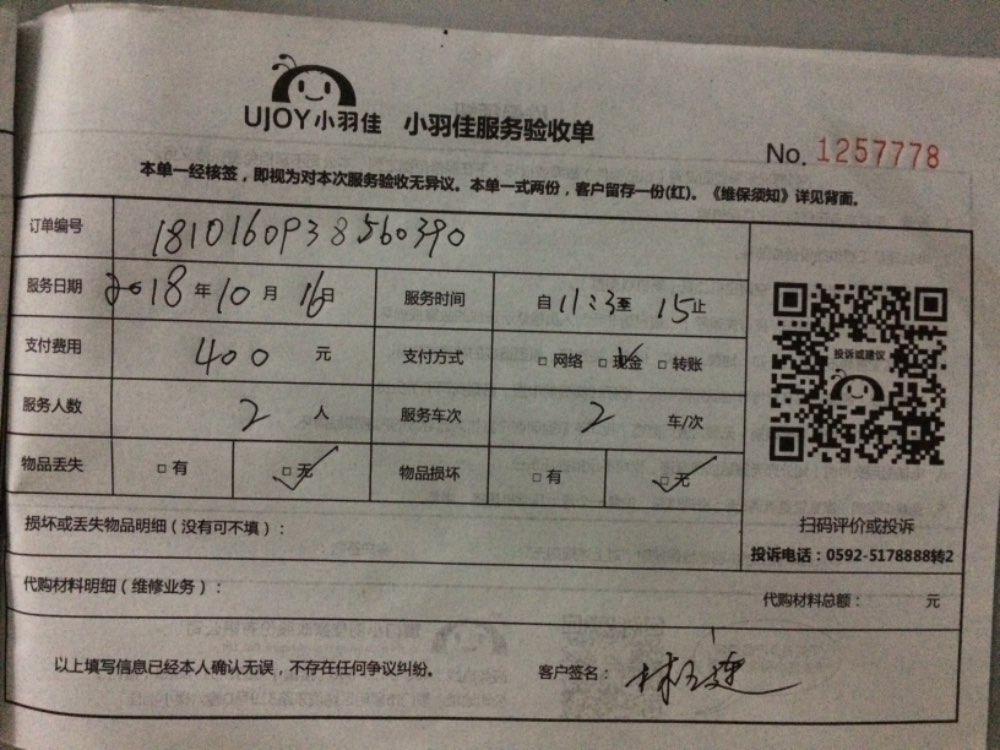 UJOY小羽佳 小羽佳服务验收单
No. 1257778
本单一经核签，即视为对本次服务验收无异议。本单一式两份，客户留存一份(红)。《维保须知》详见背面。
订单编号 1810160938560390
服务日期 2018年10月16日 服务时间 自11:3至15止
支付费用 400元 支付方式 □网络 □现金 □转账
投诉或建议
服务人数 2人 服务车次 2车/次
物品丢失 □有 □无 物品损坏 □有 □无
损坏或丢失物品明细（没有可不填）：
扫码评价或投诉
投诉电话：0592-5178888转2
代购材料明细（维修业务）：
代购材料总额： 元
以上填写信息已经本人确认无误，不存在任何争议纠纷。 客户签名：